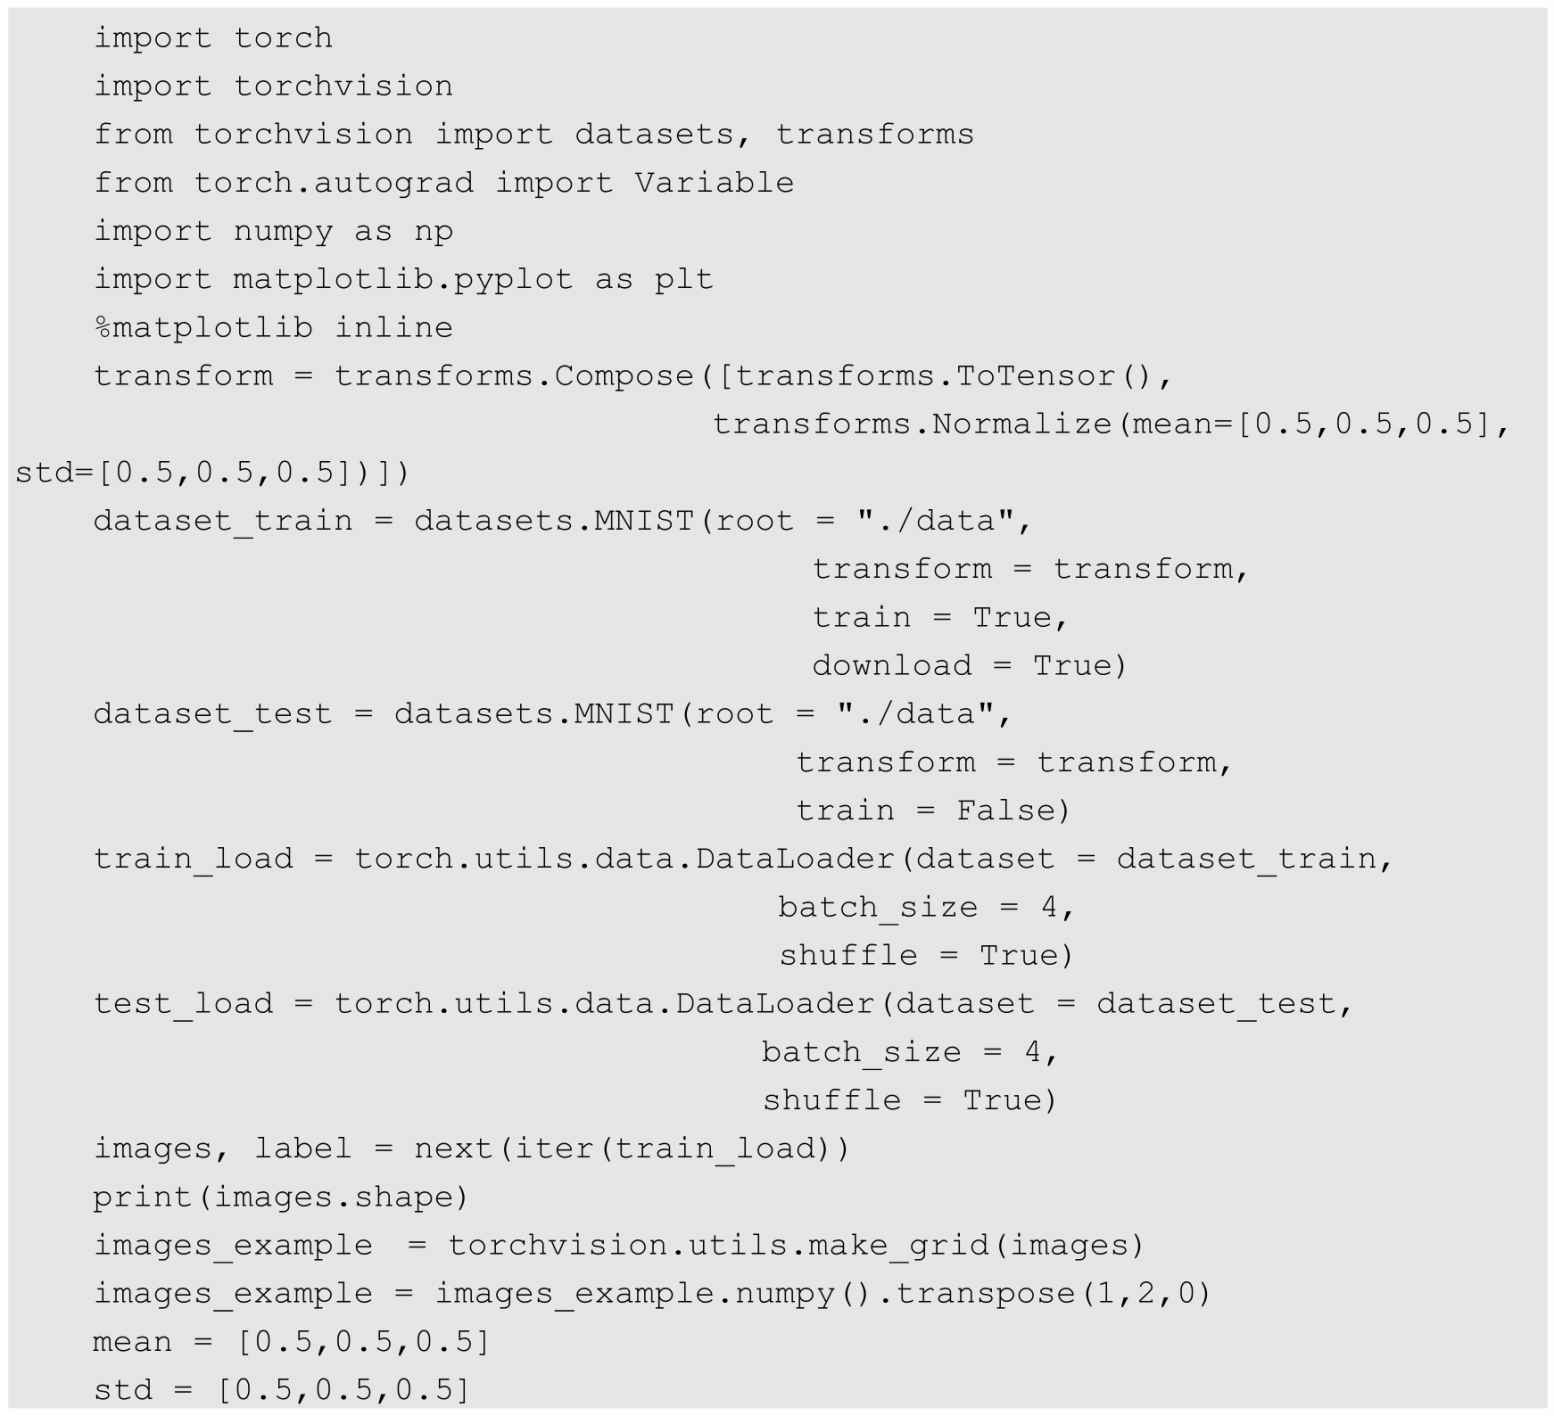 import torch
import torchvision
from torchvision import datasets, transforms
from torch.autograd import Variable
import numpy as np
import matplotlib.pyplot as plt
%matplotlib inline
transform = transforms.Compose([transforms.ToTensor(),
transforms.Normalize(mean=[0.5,0.5,0.5],
std=[0.5,0.5,0.5])])
dataset_train = datasets.MNIST(root = "./data",
transform = transform,
train = True,
download = True)
dataset_test = datasets.MNIST(root = "./data",
transform = transform,
train = False)
train_load = torch.utils.data.DataLoader(dataset = dataset_train,
batch_size = 4,
shuffle = True)
test_load = torch.utils.data.DataLoader(dataset = dataset_test,
batch_size = 4,
shuffle = True)
images, label = next(iter(train_load))
print(images.shape)
images_example  = torchvision.utils.make_grid(images)
images_example = images_example.numpy().transpose(1,2,0)
mean = [0.5,0.5,0.5]
std = [0.5,0.5,0.5]